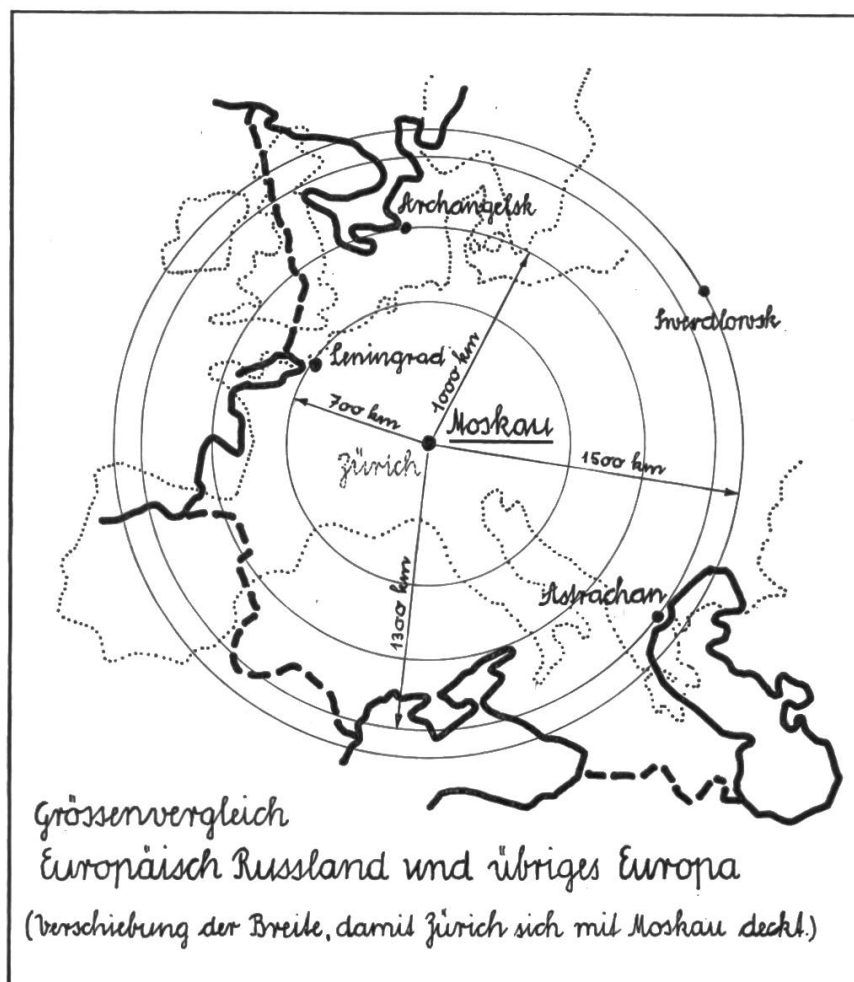 Archangelsk
Swerdlowsk
Leningrad
1000 km
700 km
Moskau
Zürich
1500 km
Astrachan
1300 km
Grössenvergleich
Europäisch Russland und übriges Europa
(Verschiebung der Breite, damit Zürich sich mit Moskau deckt.)